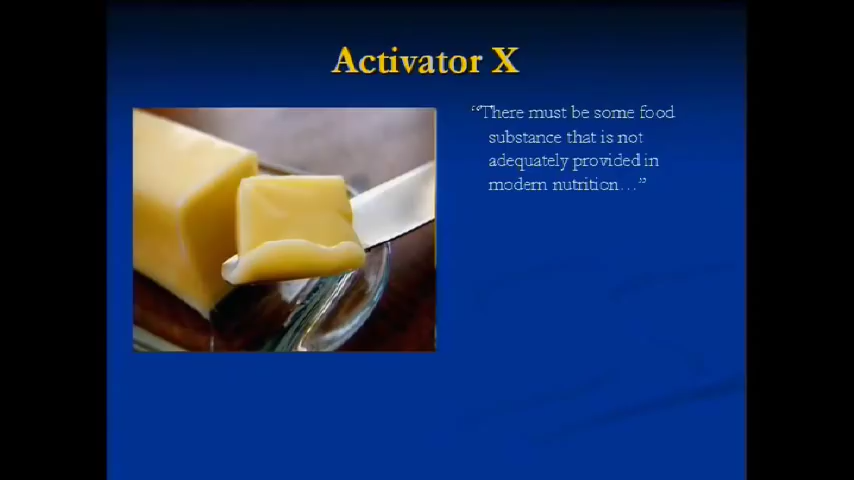 Activator X
“There must be some food
substance that is not
adequately provided in
modern nutrition…”